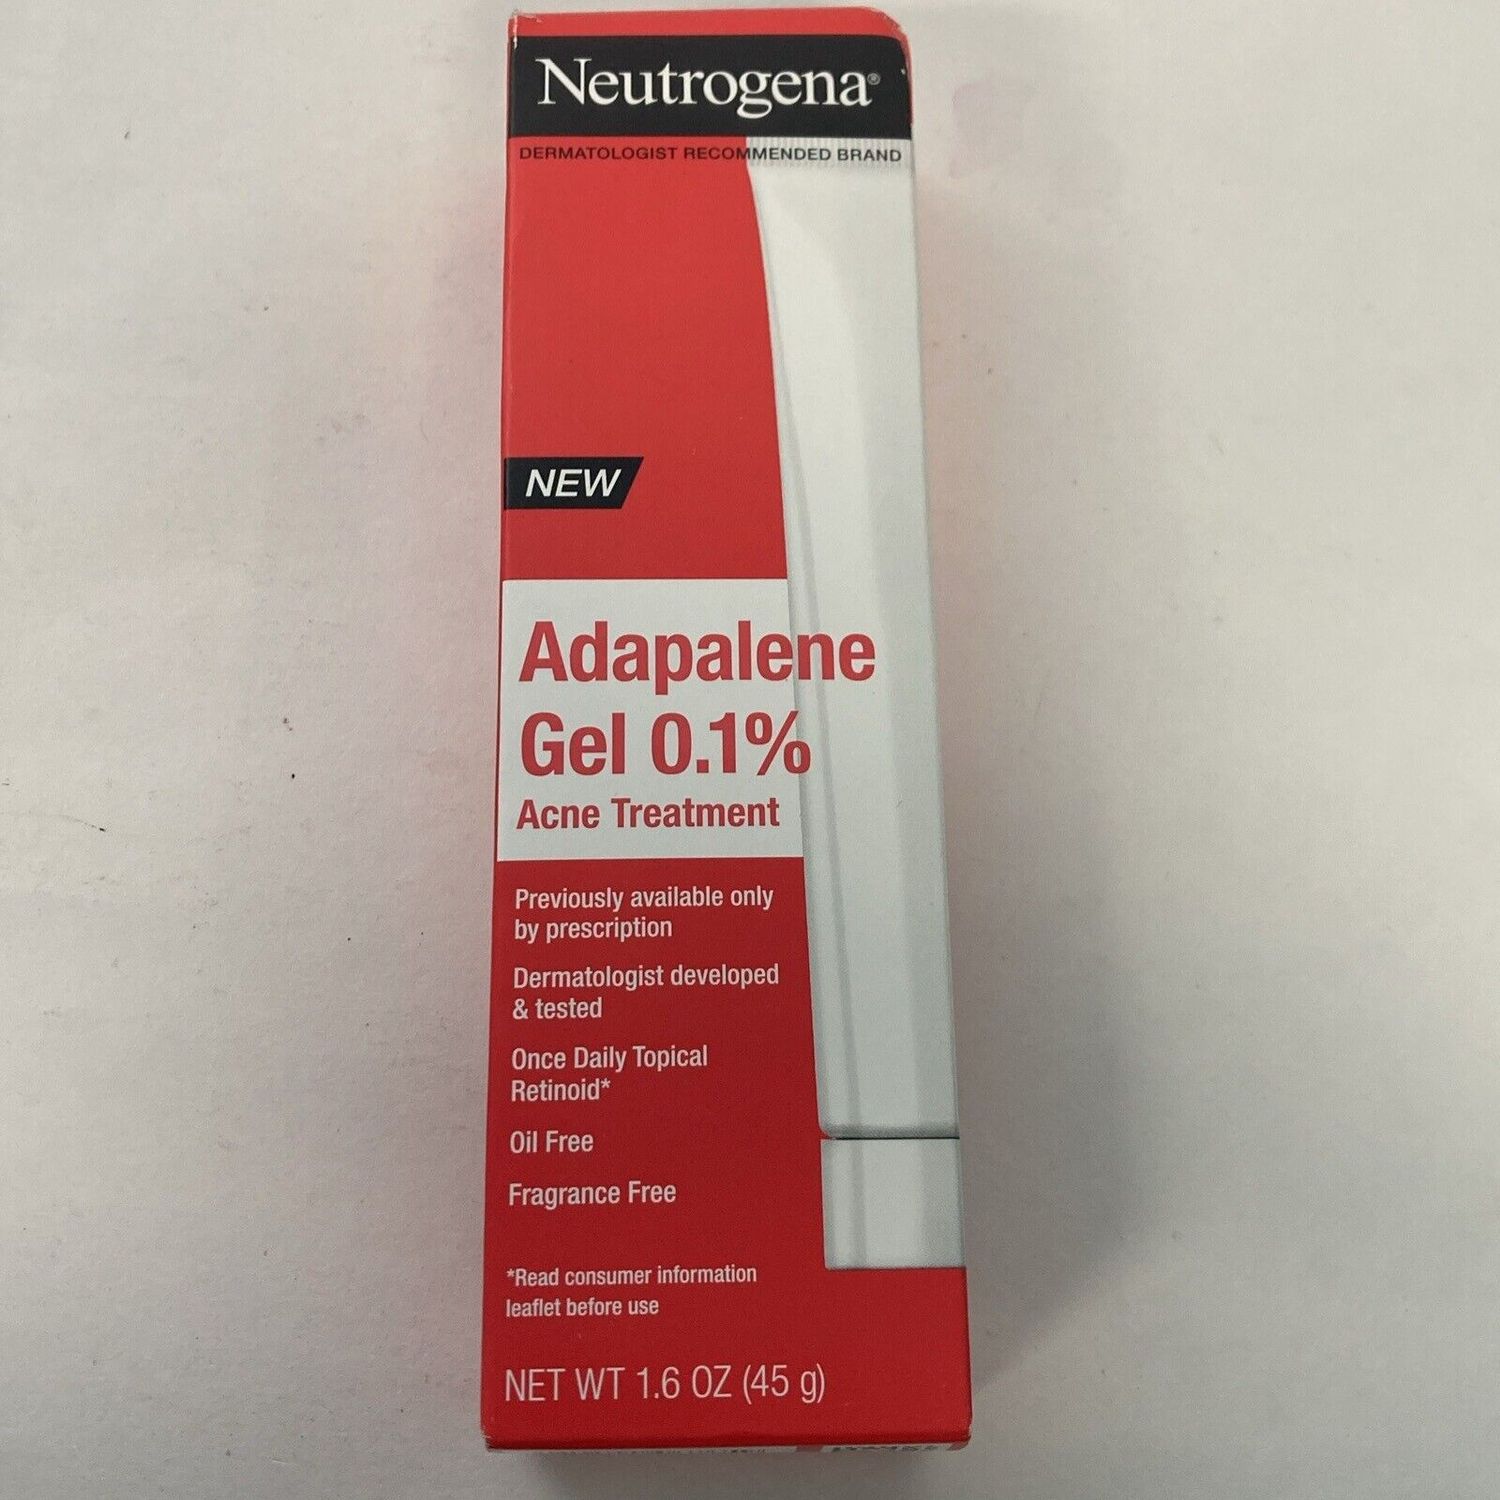 Neutrogena®
DERMATOLOGIST RECOMMENDED BRAND
NEW
Adapalene
Gel 0.1%
Acne Treatment
Previously available only
by prescription
Dermatologist developed
& tested
Once Daily Topical
Retinoid*
Oil Free
Fragrance Free
*Read consumer information
leaflet before use
NET WT 1.6 OZ (45 g)